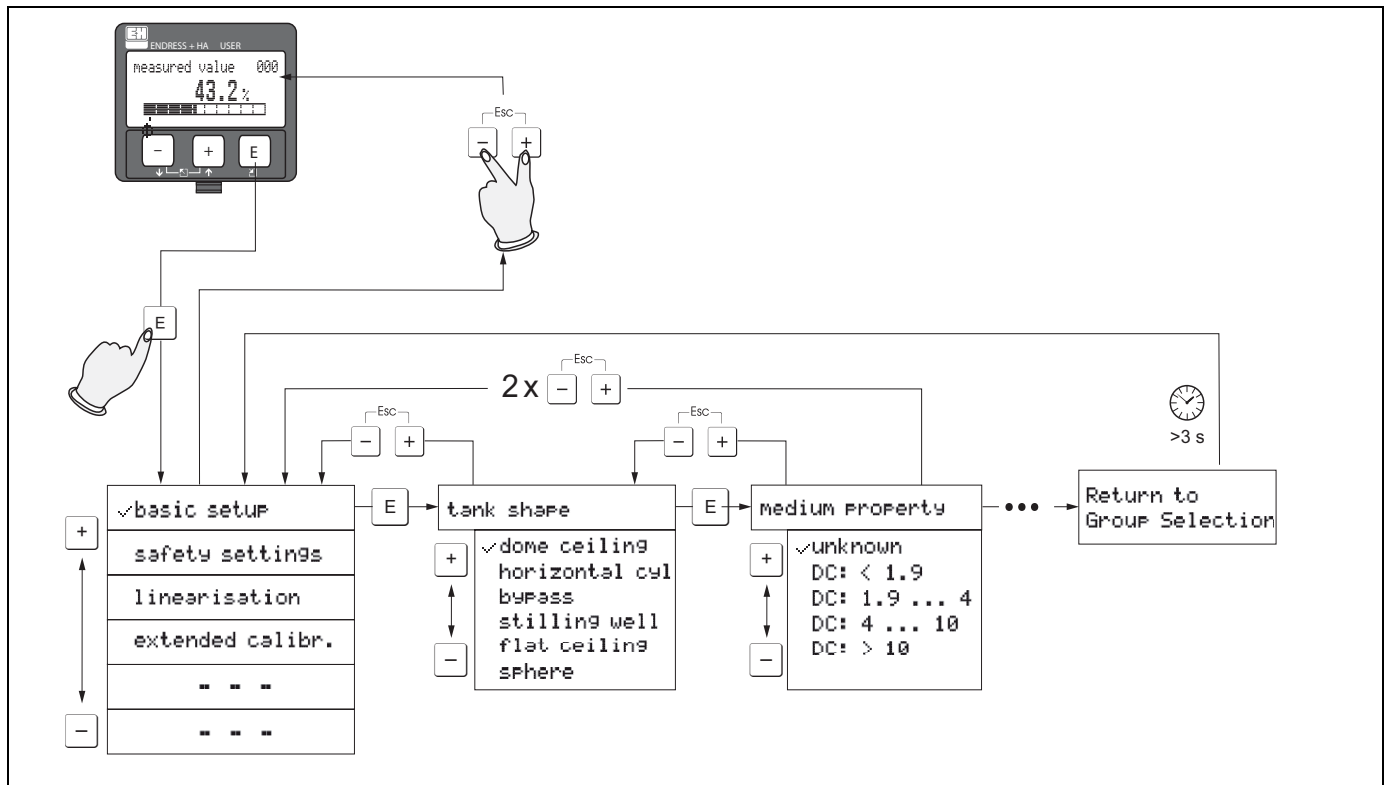 EH
ENDRESS + HA USER
measured value 000
43.2%
- + E
Esc
- +
E
Esc
2 x - +
>3 s
Esc
- +
Esc
- +
✓basic setup
E
tank shape
E
medium property
•••
Return to
Group Selection
+
safety settings
linearisation
extended calibr.
- - -
- - -
-
+
-
✓dome ceiling
horizontal cyl
bypass
stilling well
flat ceiling
sphere
+
-
✓unknown
DC: < 1.9
DC: 1.9 ... 4
DC: 4 ... 10
DC: > 10